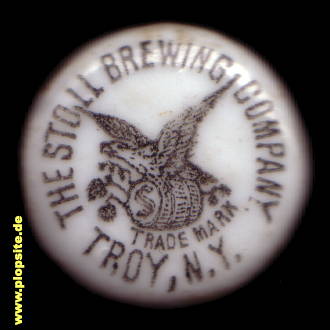 THE STOLL BREWING COMPANY
S
TRADE MARK
TROY, N.Y.
www.plopsite.de